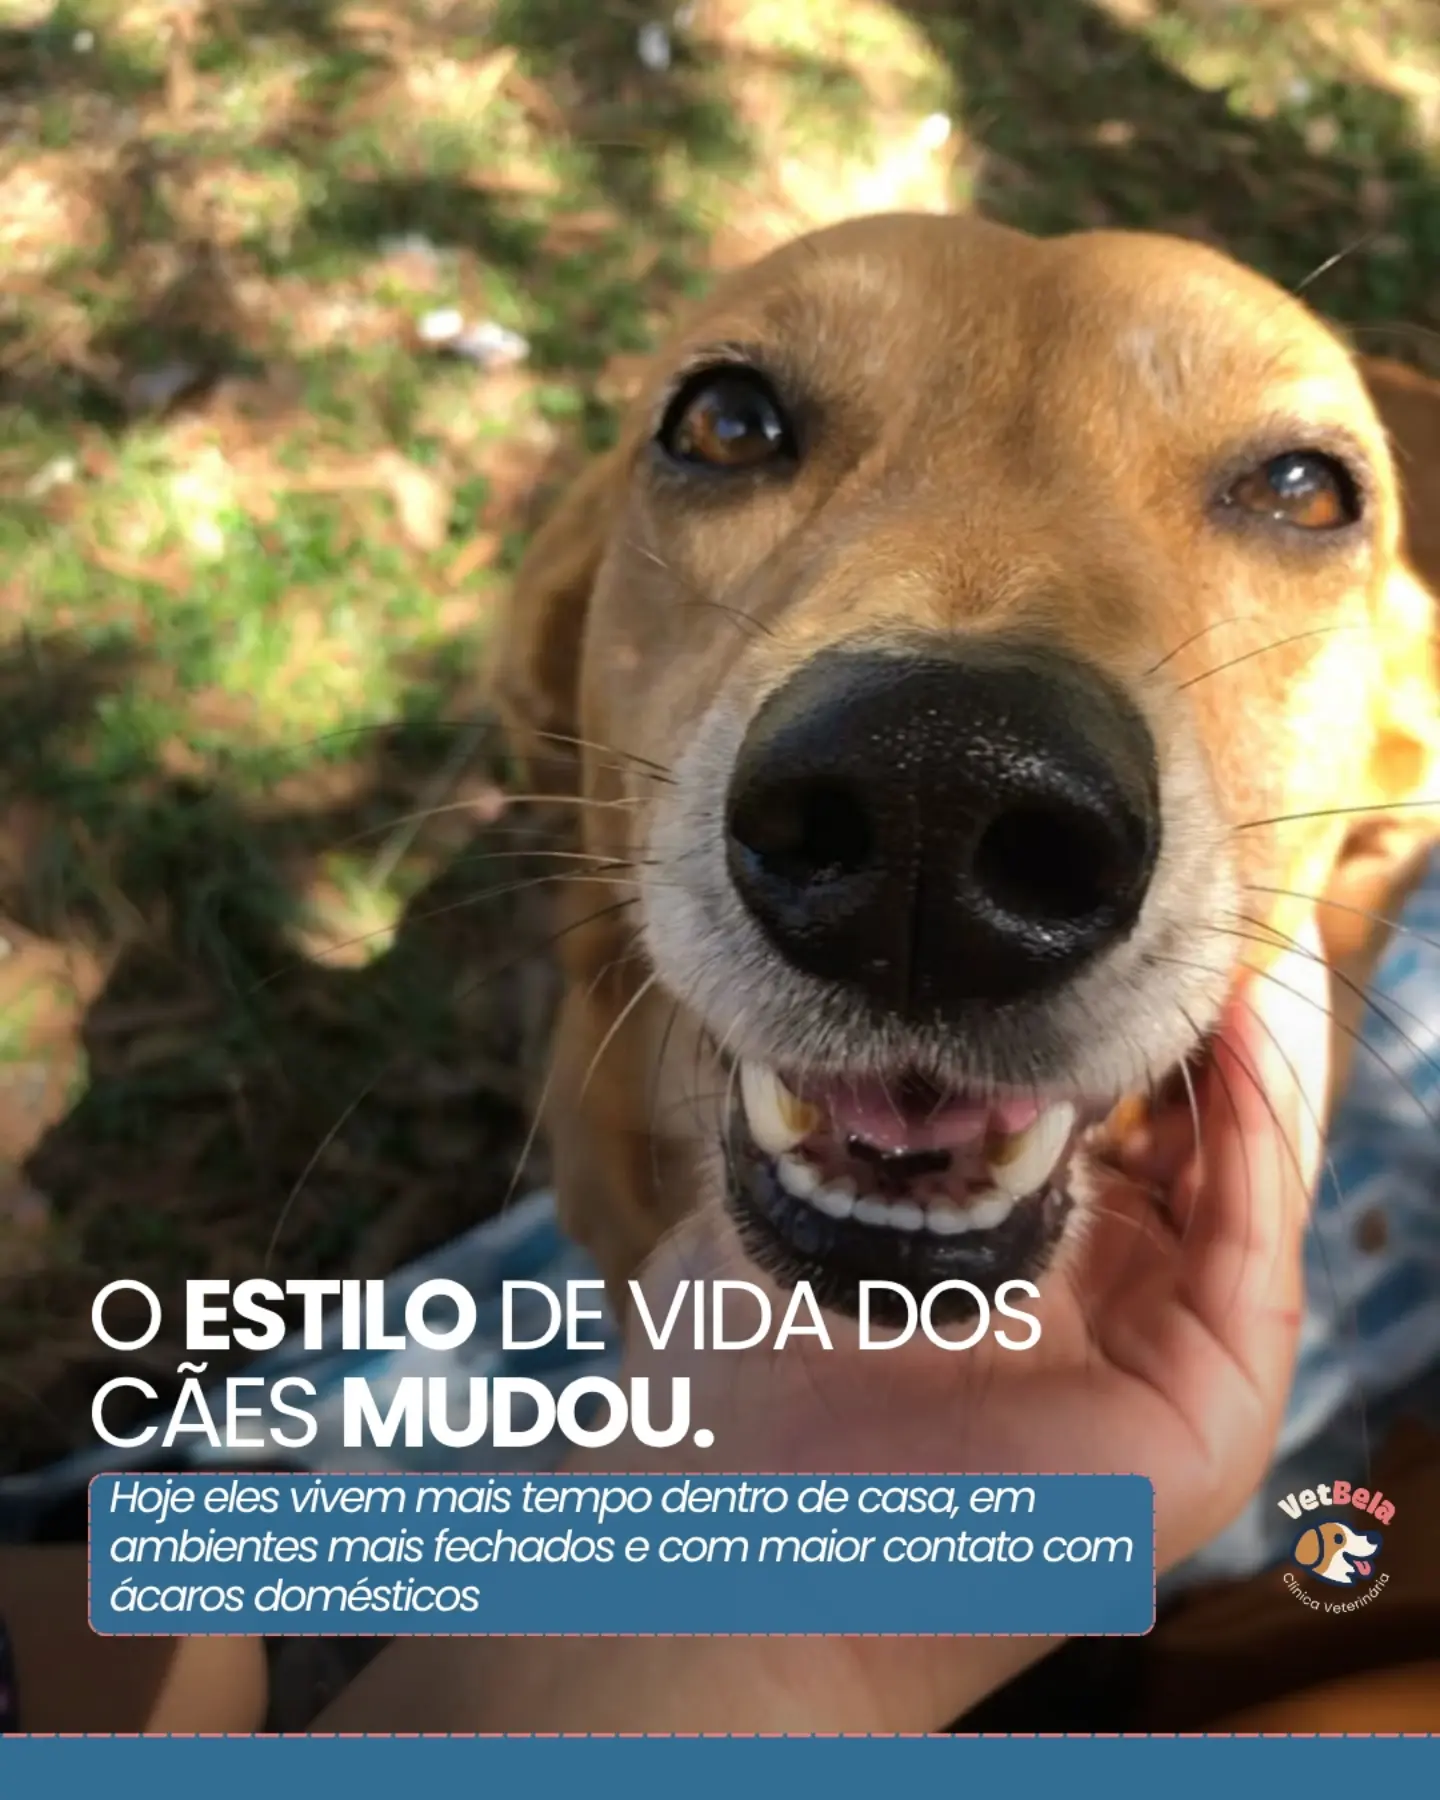 O ESTILO DE VIDA DOS
CÃES MUDOU.
Hoje eles vivem mais tempo dentro de casa, em
ambientes mais fechados e com maior contato com
ácaros domésticos
VetBela
Clínica Veterinária